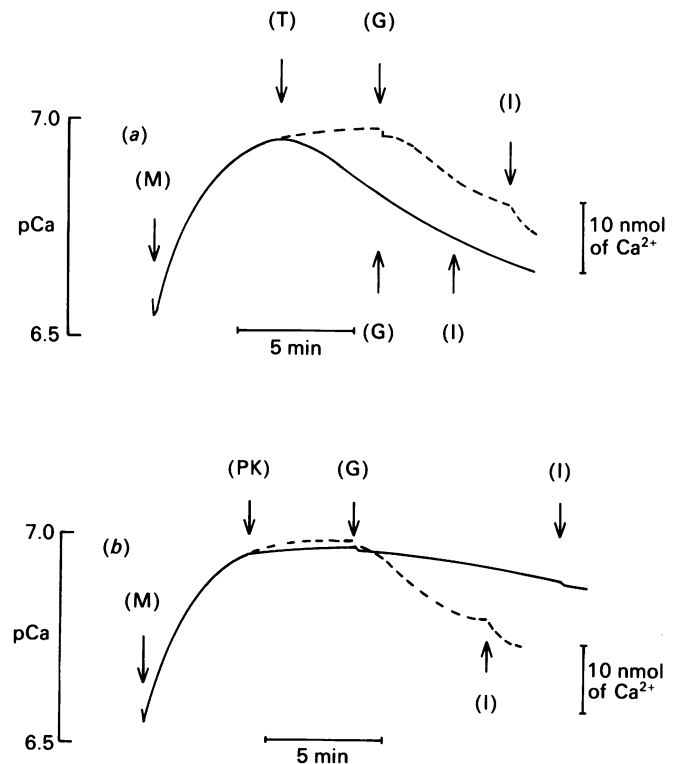 (T)
(G)
(I)
7.0
(a)
(M)
pCa
10 nmol
of Ca²⁺
6.5
5 min
(G)
(I)
(PK)
(G)
(I)
7.0
(b)
(M)
pCa
10 nmol
of Ca²⁺
(I)
6.5
5 min